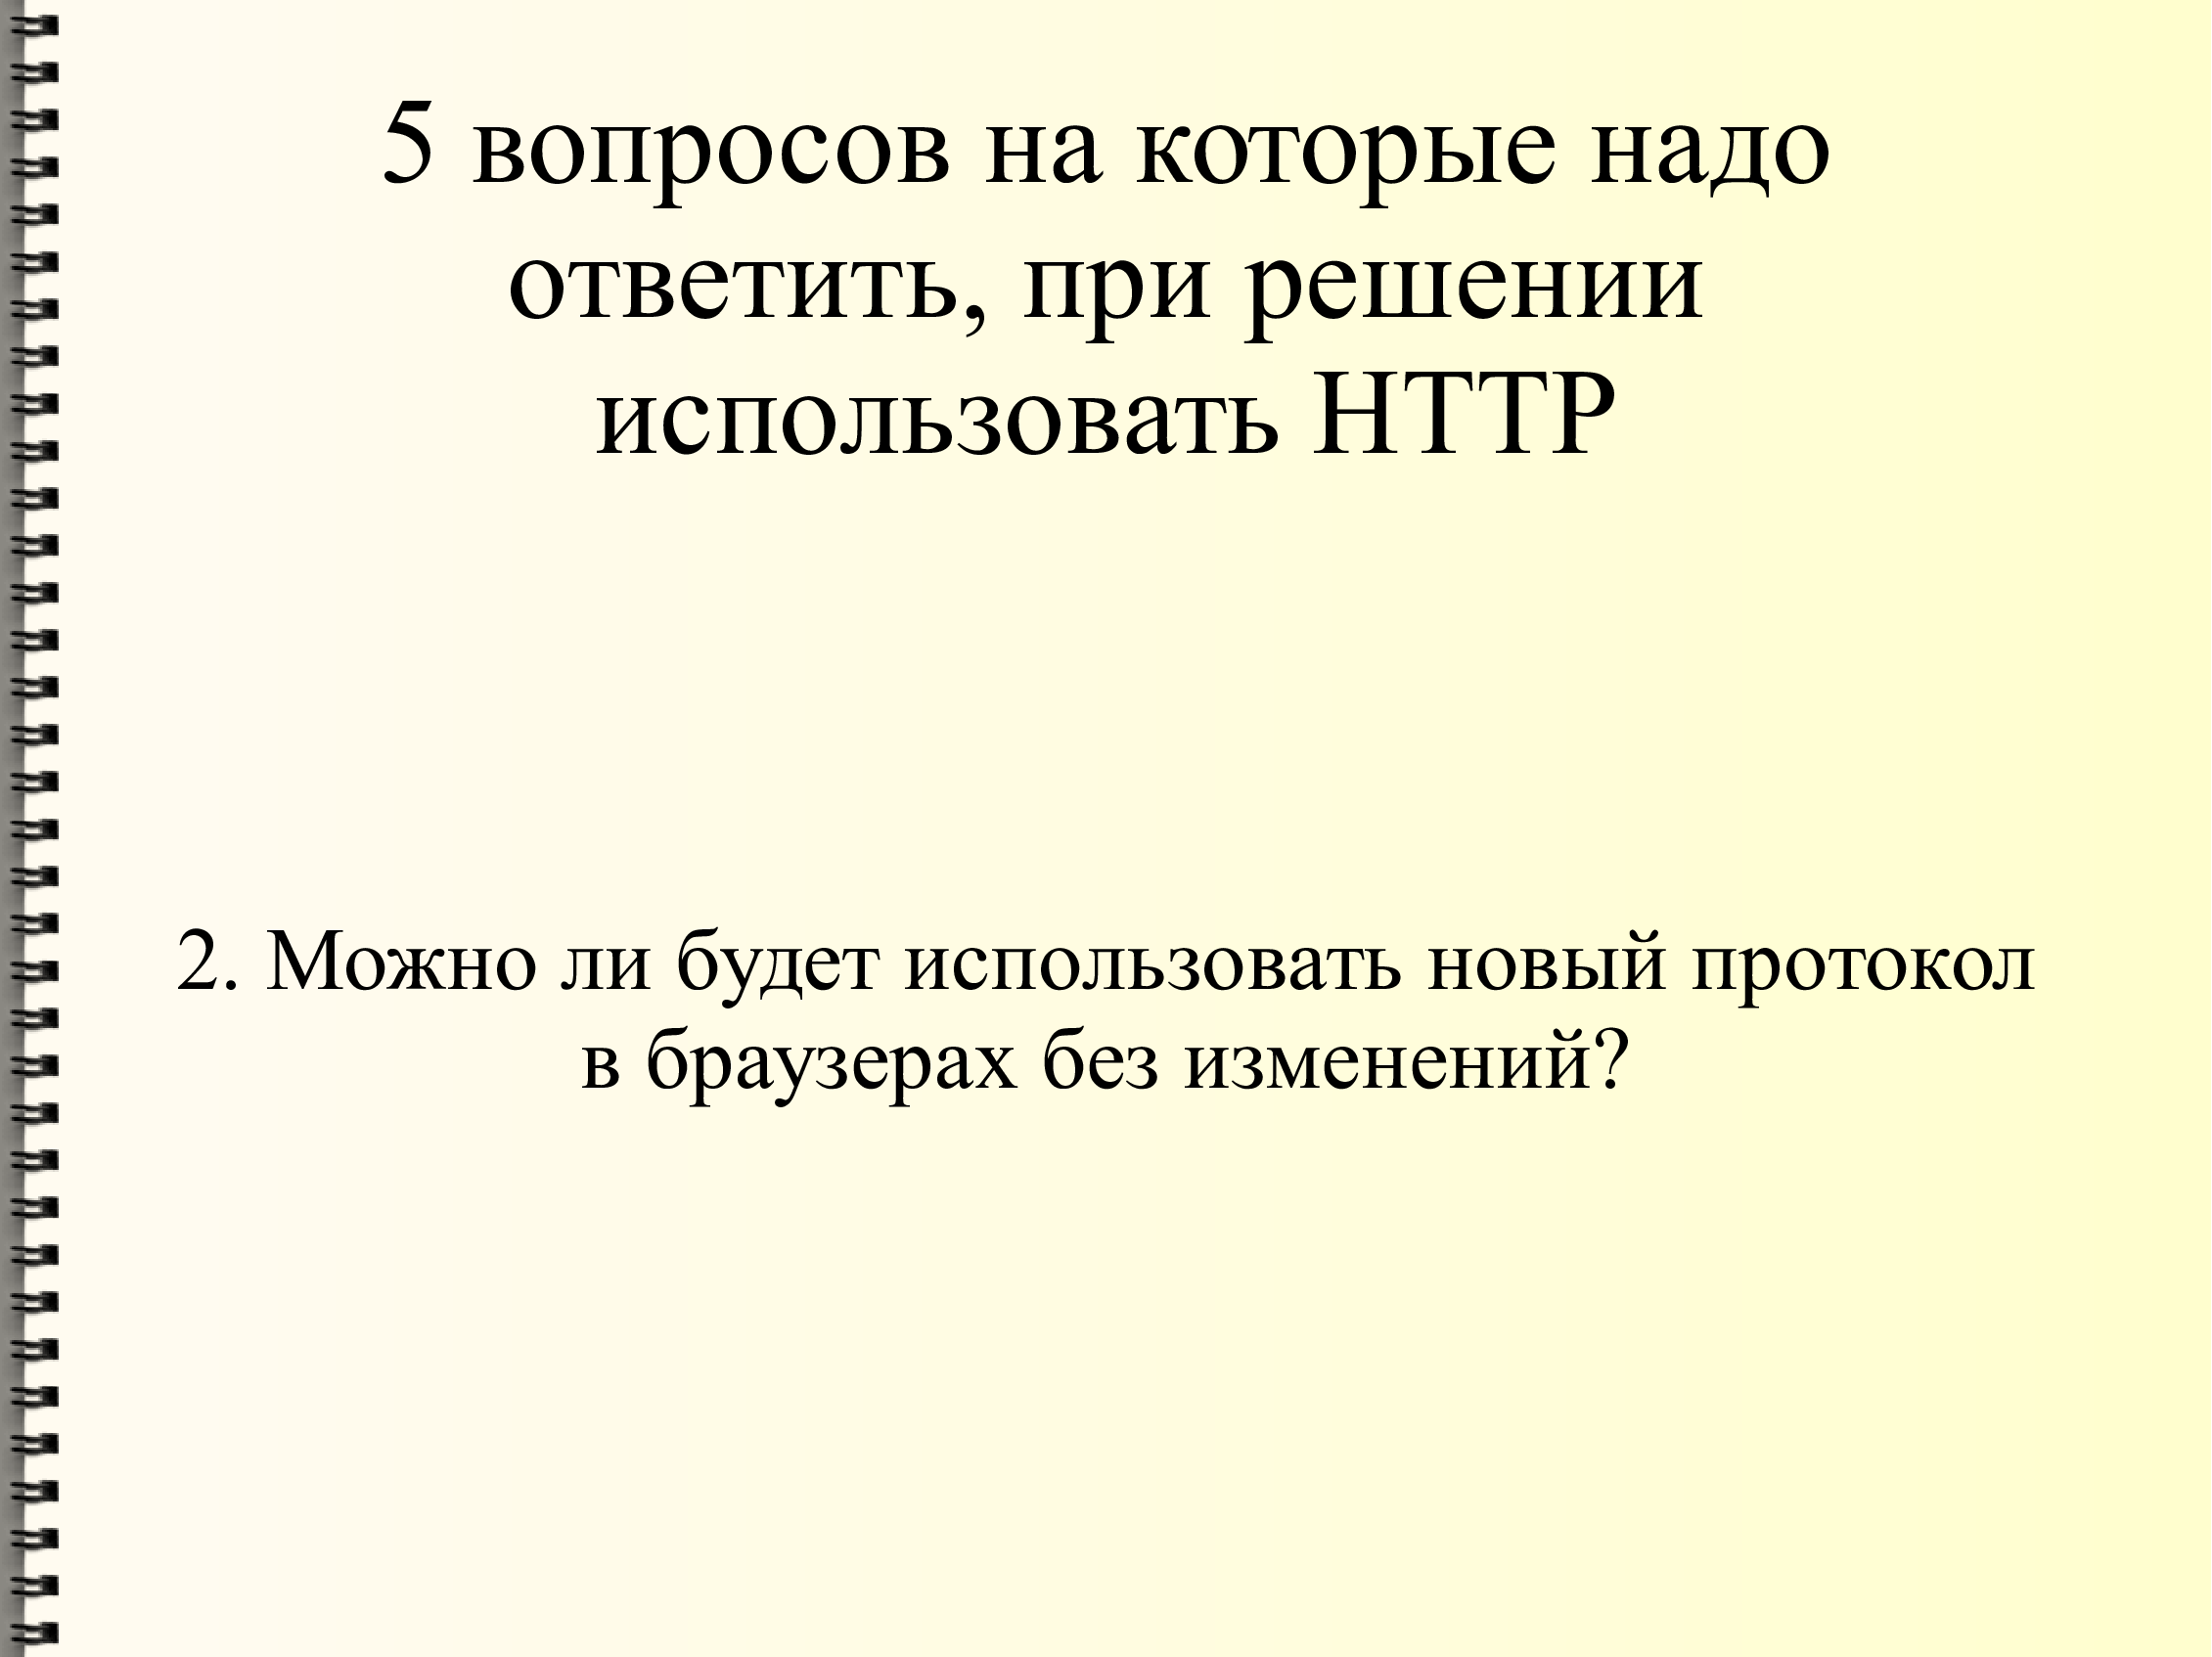 5 вопросов на которые надо
ответить, при решении
использовать HTTP
2. Можно ли будет использовать новый протокол
в браузерах без изменений?